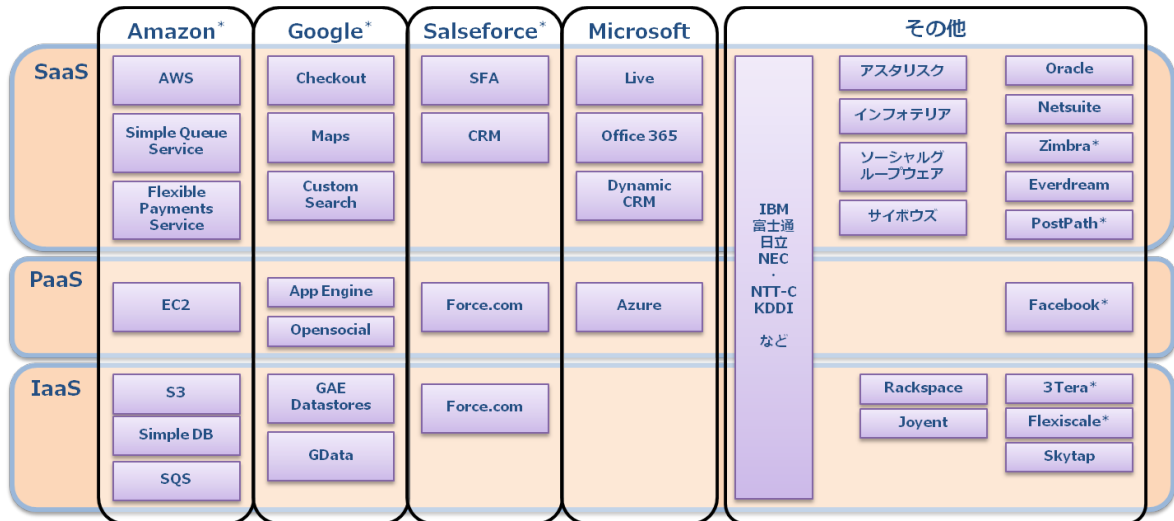 Amazon*
Google*
Salseforce*
Microsoft
その他
SaaS
AWS
Simple Queue
Service
Flexible
Payments
Service
Checkout
Maps
Custom
Search
SFA
CRM
Live
Office 365
Dynamic
CRM
IBM
富士通
日立
NEC
・
NTT-C
KDDI
など
アスタリスク
インフォテリア
ソーシャルグ
ループウェア
サイボウズ
Oracle
Netsuite
Zimbra*
Everdream
PostPath*
PaaS
EC2
App Engine
Opensocial
Force.com
Azure
Facebook*
IaaS
S3
Simple DB
SQS
GAE
Datastores
GData
Force.com
Rackspace
Joyent
3Tera*
Flexiscale*
Skytap